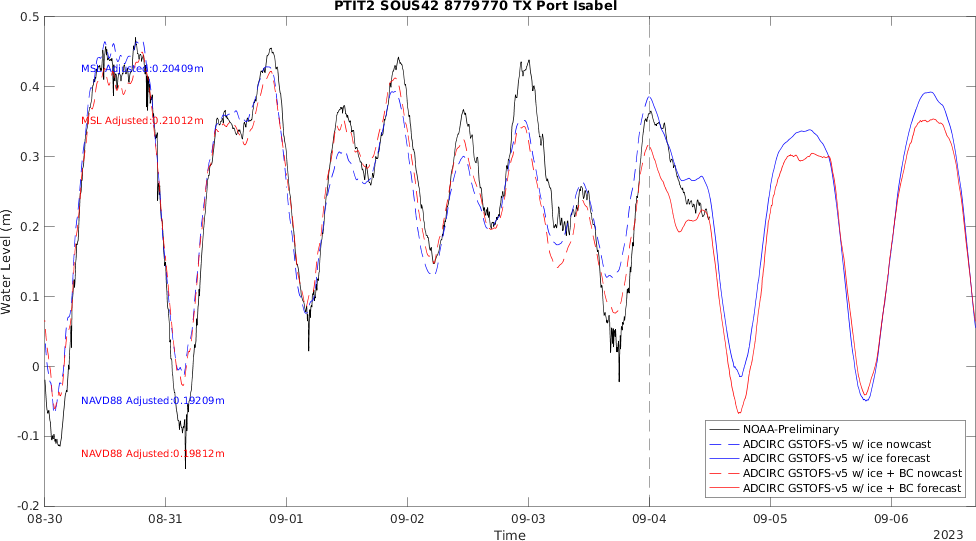 PTIT2 SOUS42 8779770 TX Port Isabel
Water Level (m)
0.5
0.4
0.3
0.2
0.1
0
-0.1
-0.2
MSL Adjusted:0.20409m
MSL Adjusted:0.21012m
NAVD88 Adjusted:0.19209m
NAVD88 Adjusted:0.19812m
NOAA-Preliminary
ADCIRC GSTOFS-v5 w/ ice nowcast
ADCIRC GSTOFS-v5 w/ ice forecast
ADCIRC GSTOFS-v5 w/ ice + BC nowcast
ADCIRC GSTOFS-v5 w/ ice + BC forecast
08-30 08-31 09-01 09-02 09-03 09-04 09-05 09-06
Time
2023